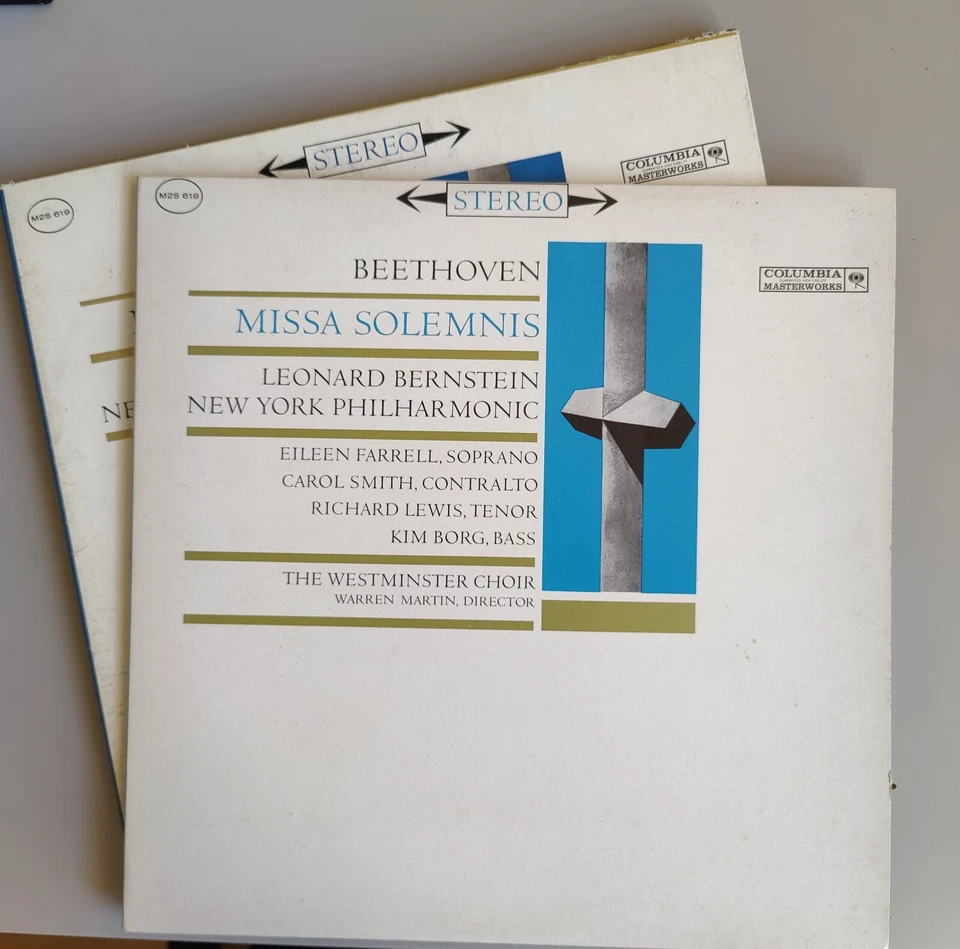 STEREO
COLUMBIA
MASTERWORKS
M2S 619
NE
M2S 619
STEREO
BEETHOVEN
COLUMBIA
MASTERWORKS
MISSA SOLEMNIS
LEONARD BERNSTEIN
NEW YORK PHILHARMONIC
EILEEN FARRELL, SOPRANO
CAROL SMITH, CONTRALTO
RICHARD LEWIS, TENOR
KIM BORG, BASS
THE WESTMINSTER CHOIR
WARREN MARTIN, DIRECTOR